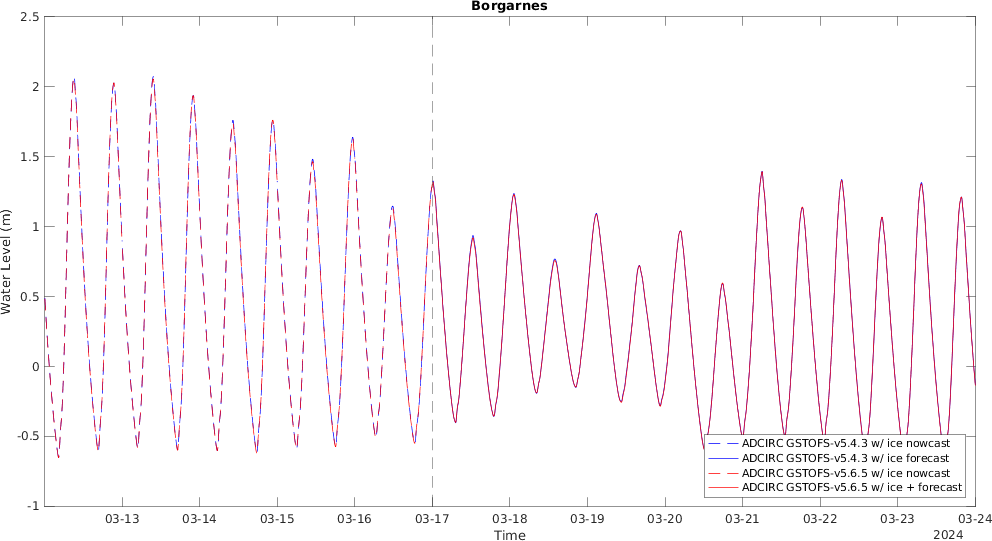 Borgarnes
2.5
2
1.5
1
0.5
0
-0.5
-1
Water Level (m)
ADCIRC GSTOFS-v5.4.3 w/ ice nowcast
ADCIRC GSTOFS-v5.4.3 w/ ice forecast
ADCIRC GSTOFS-v5.6.5 w/ ice nowcast
ADCIRC GSTOFS-v5.6.5 w/ ice + forecast
03-13 03-14 03-15 03-16 03-17 03-18 03-19 03-20 03-21 03-22 03-23 03-24
Time
2024